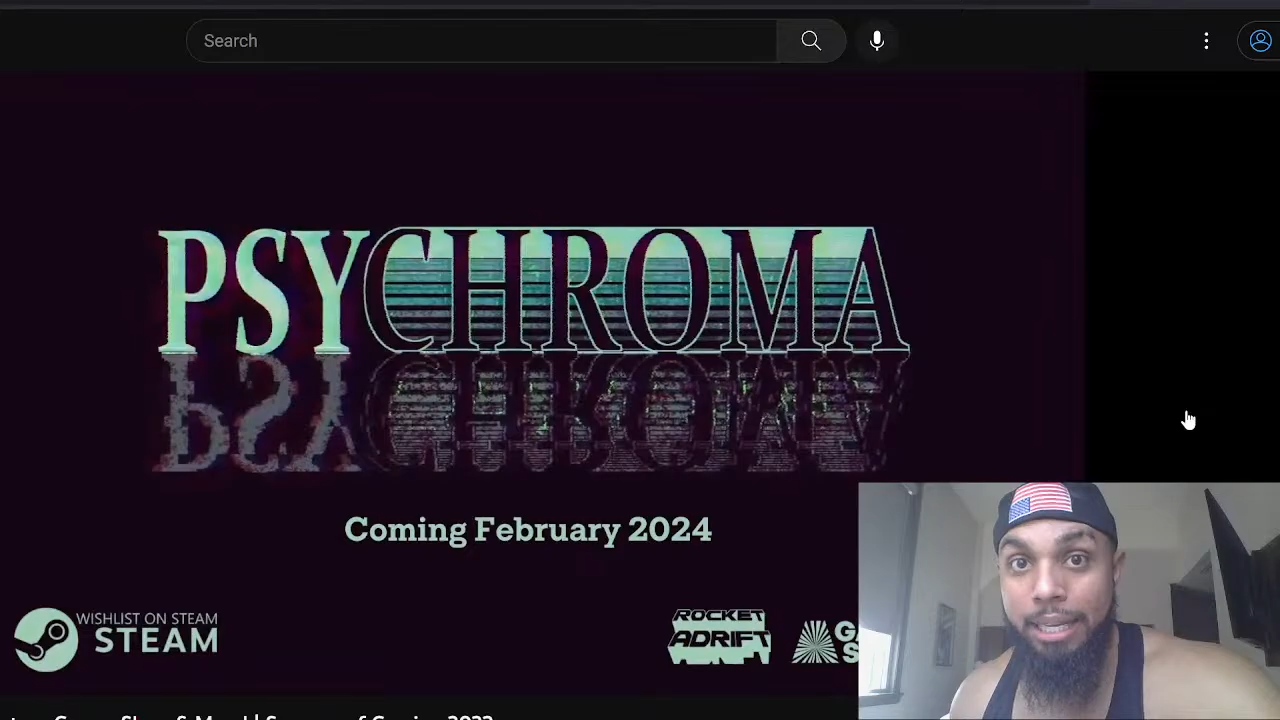 Search
PSYCHROMA
Coming February 2024
WISHLIST ON STEAM
STEAM
ROCKET
ADRIFT